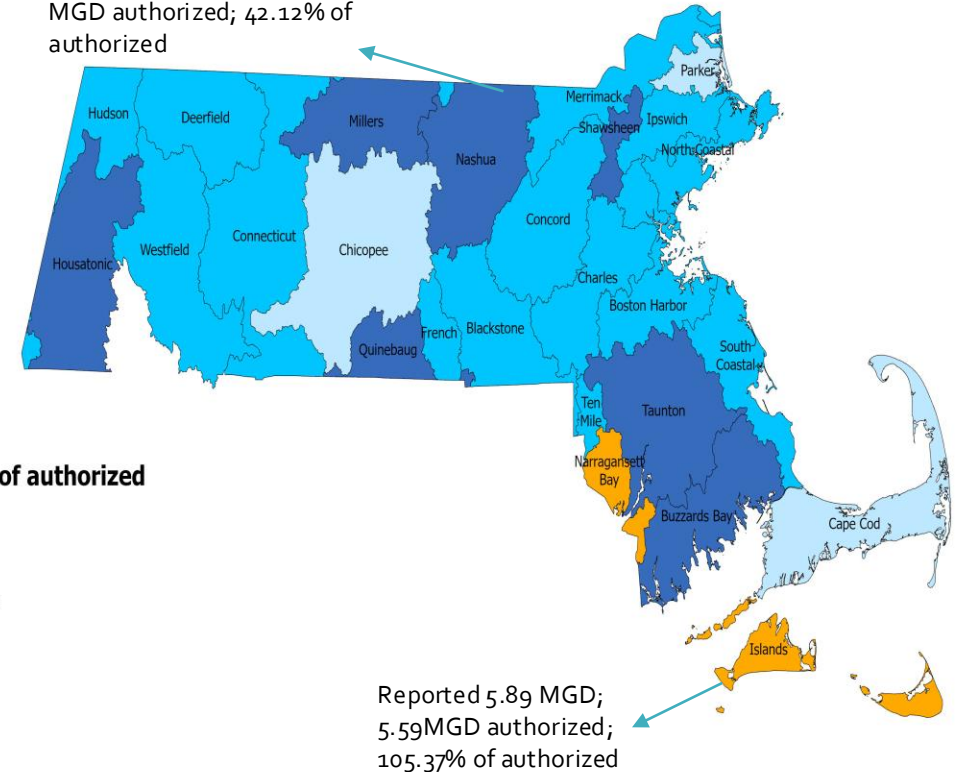 MGD authorized; 42.12% of
authorized
Parker
Merrimack
Hudson
Deerfield
Millers
Shawsheen
Ipswich
Nashua
North Coastal
Concord
Connecticut
Westfield
Chicopee
Housatonic
Charles
Boston Harbor
French
Blackstone
Quinebaug
South
Coastal
Ten
Mile
Taunton
of authorized
Narragansett
Bay
Buzzards Bay
Cape Cod
Islands
Reported 5.89 MGD;
5.59MGD authorized;
105.37% of authorized